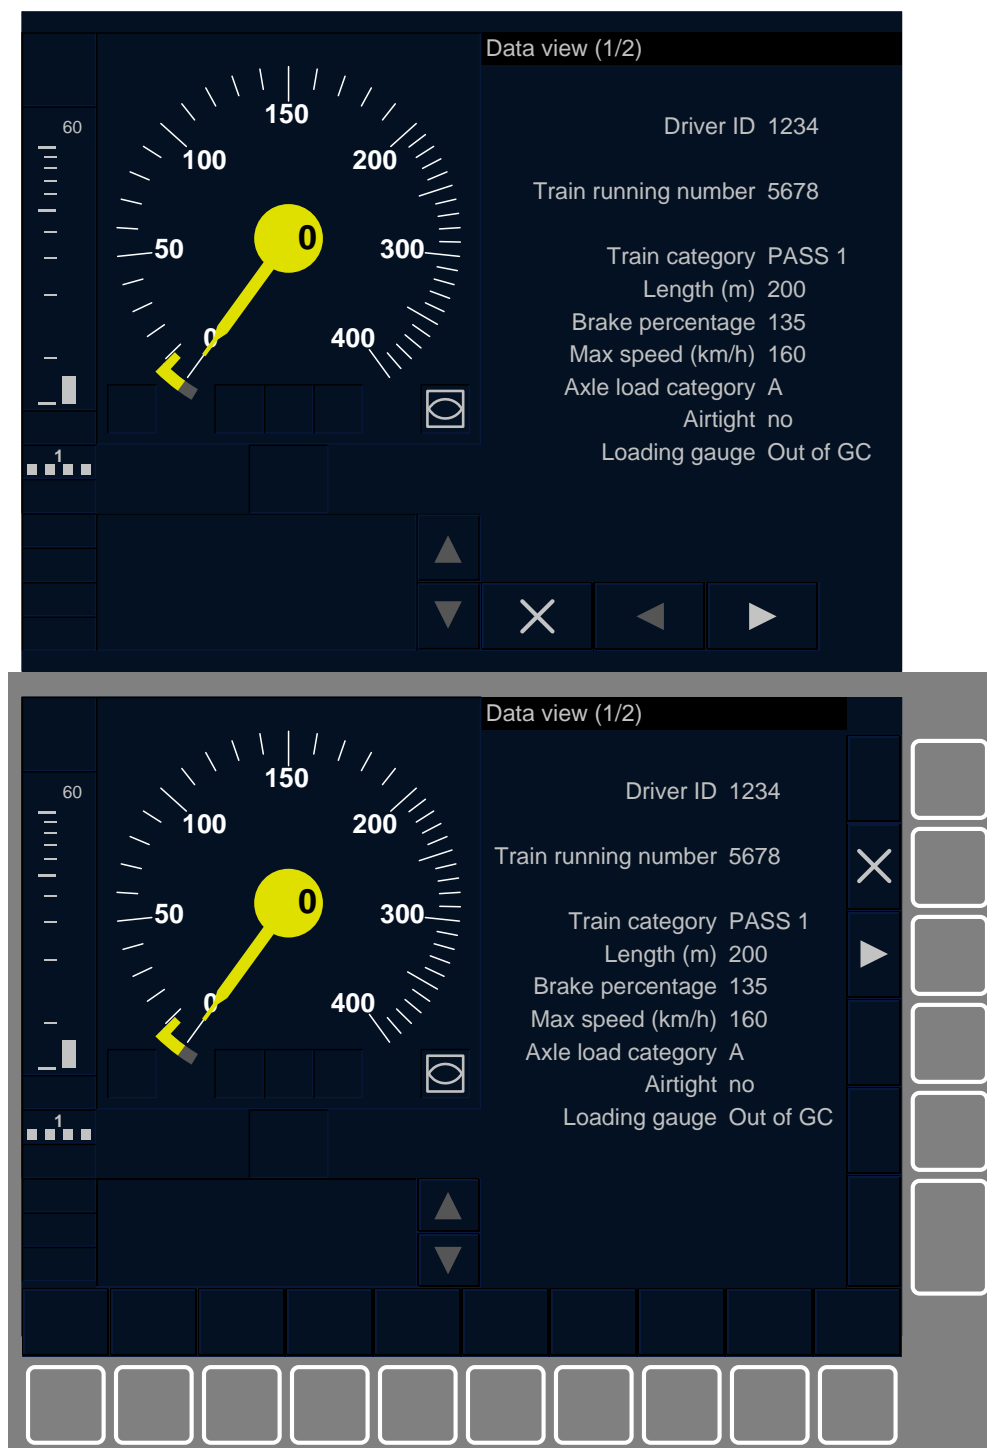 Data view (1/2)
60
150
100
200
50
300
0
0
400
1
Driver ID 1234
Train running number 5678
Train category PASS 1
Length (m) 200
Brake percentage 135
Max speed (km/h) 160
Axle load category A
Airtight no
Loading gauge Out of GC
Data view (1/2)
60
150
100
200
50
300
0
0
400
1
Driver ID 1234
Train running number 5678
Train category PASS 1
Length (m) 200
Brake percentage 135
Max speed (km/h) 160
Axle load category A
Airtight no
Loading gauge Out of GC